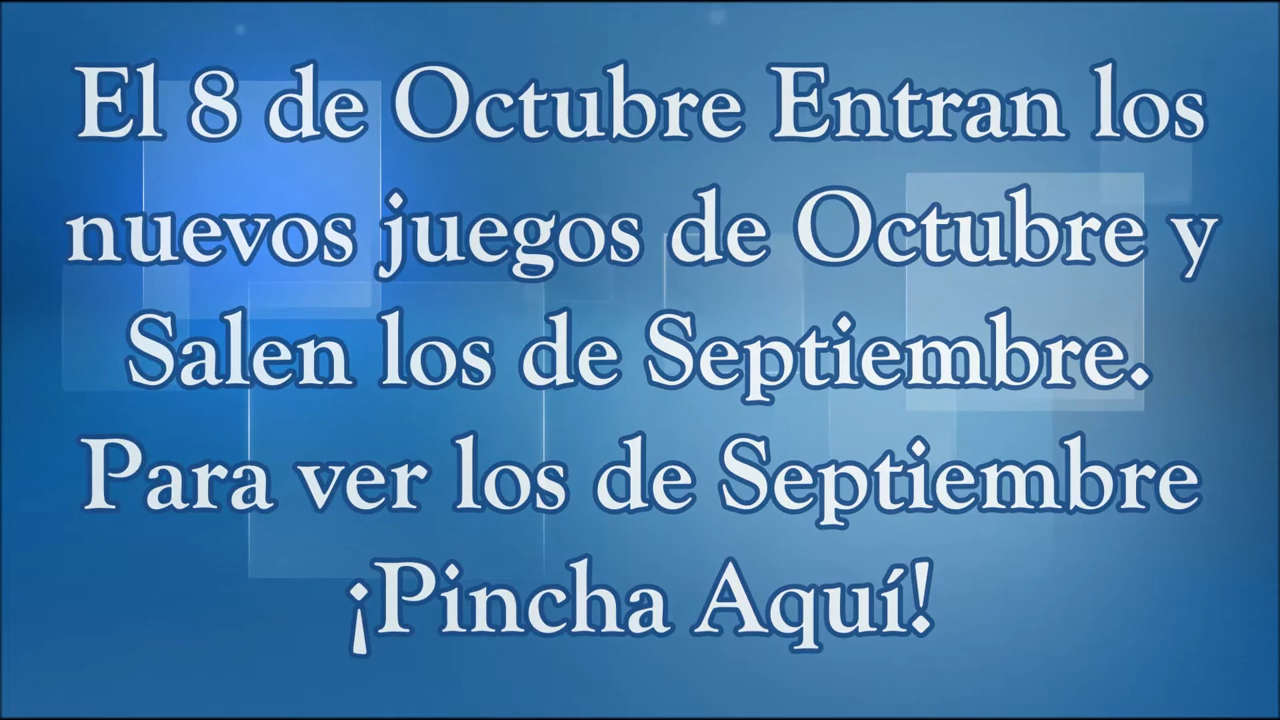 El 8 de Octubre Entran los
nuevos juegos de Octubre y
Salen los de Septiembre.
Para ver los de Septiembre
¡Pincha Aquí!